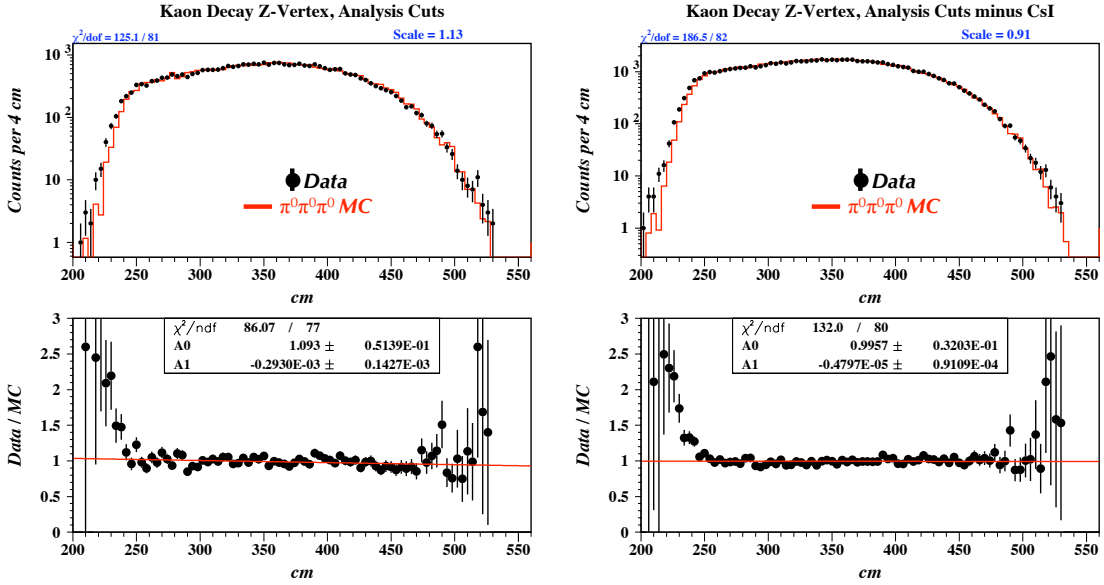 Kaon Decay Z-Vertex, Analysis Cuts
χ²/dof = 125.1 / 81
Scale = 1.13
Counts per 4 cm
10³
10²
10
1
Data
π⁰π⁰π⁰ MC
200 250 300 350 400 450 500 550
cm
Kaon Decay Z-Vertex, Analysis Cuts minus CsI
χ²/dof = 186.5 / 82
Scale = 0.91
Counts per 4 cm
10³
10²
10
1
Data
π⁰π⁰π⁰ MC
200 250 300 350 400 450 500 550
cm
Data / MC
3
2.5
2
1.5
1
0.5
0
χ²/ndf 86.07 / 77
A0 1.093 ± 0.5139E-01
A1 -0.2930E-03 ± 0.1427E-03
200 250 300 350 400 450 500 550
cm
Data / MC
3
2.5
2
1.5
1
0.5
0
χ²/ndf 132.0 / 80
A0 0.9957 ± 0.3203E-01
A1 -0.4797E-05 ± 0.9109E-04
200 250 300 350 400 450 500 550
cm